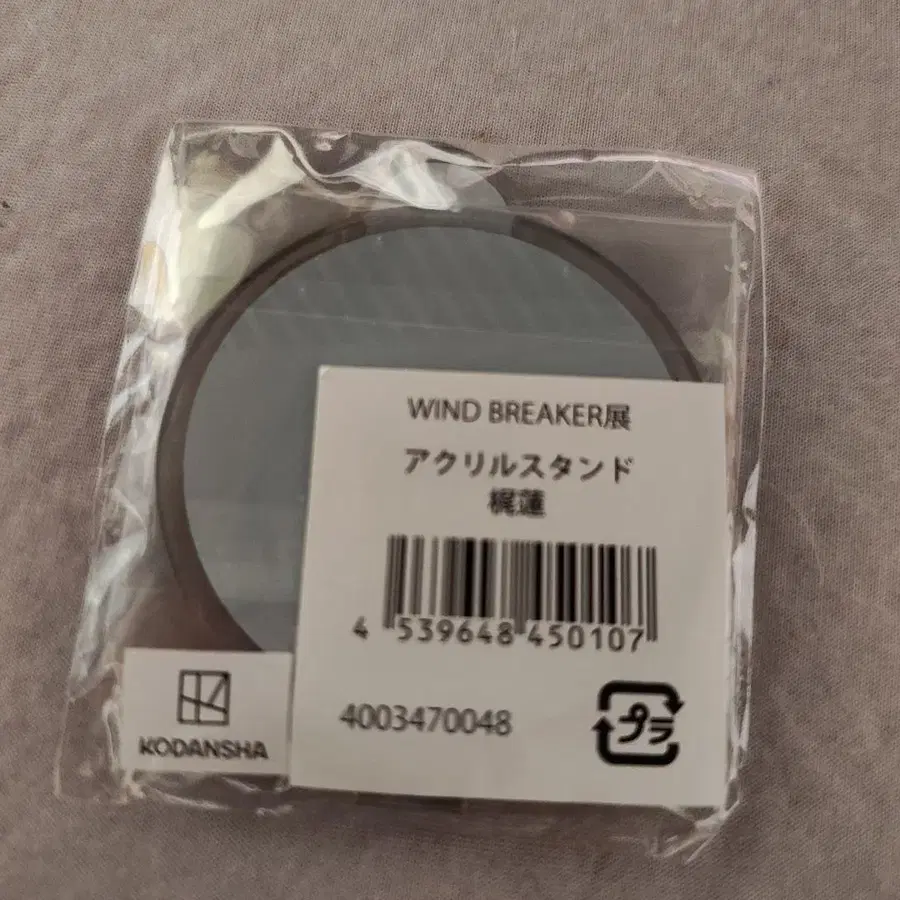 WIND BREAKER展
アクリルスタンド
梶蓮
4 539648 450107
4003470048
プラ
KODANSHA